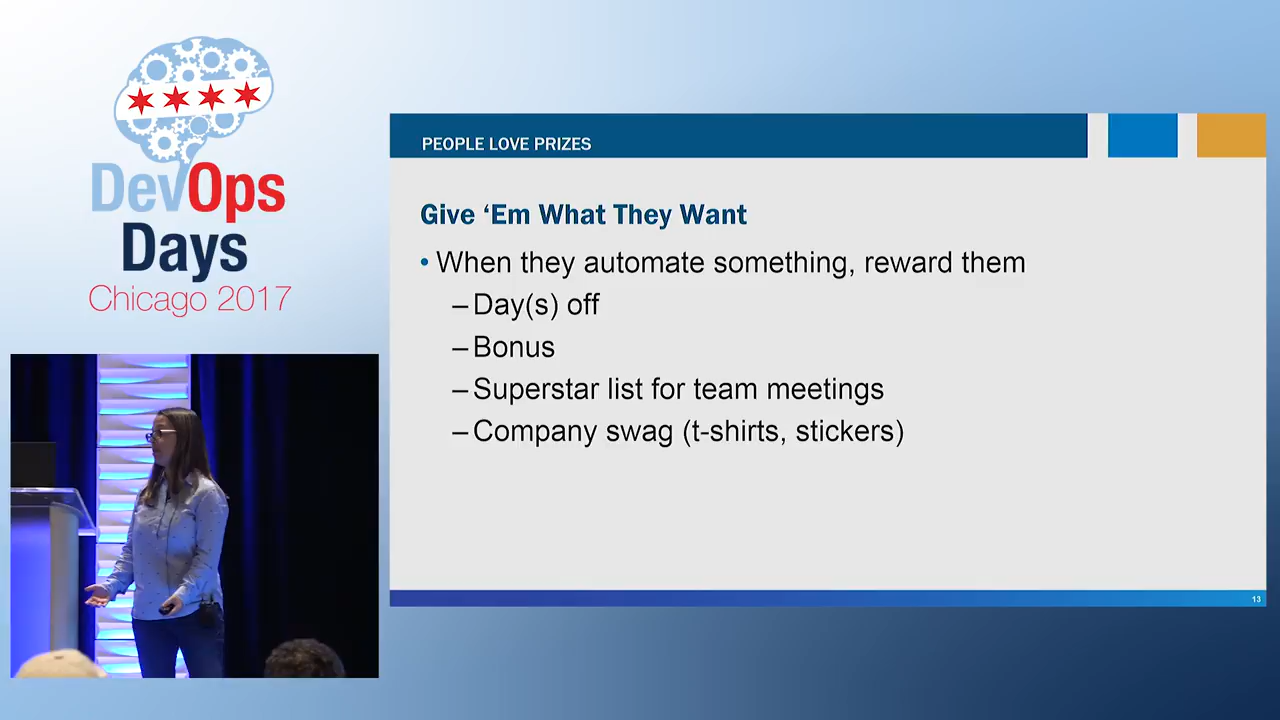 DevOps
Days
Chicago 2017
PEOPLE LOVE PRIZES
Give ‘Em What They Want
• When they automate something, reward them
– Day(s) off
– Bonus
– Superstar list for team meetings
– Company swag (t-shirts, stickers)
13